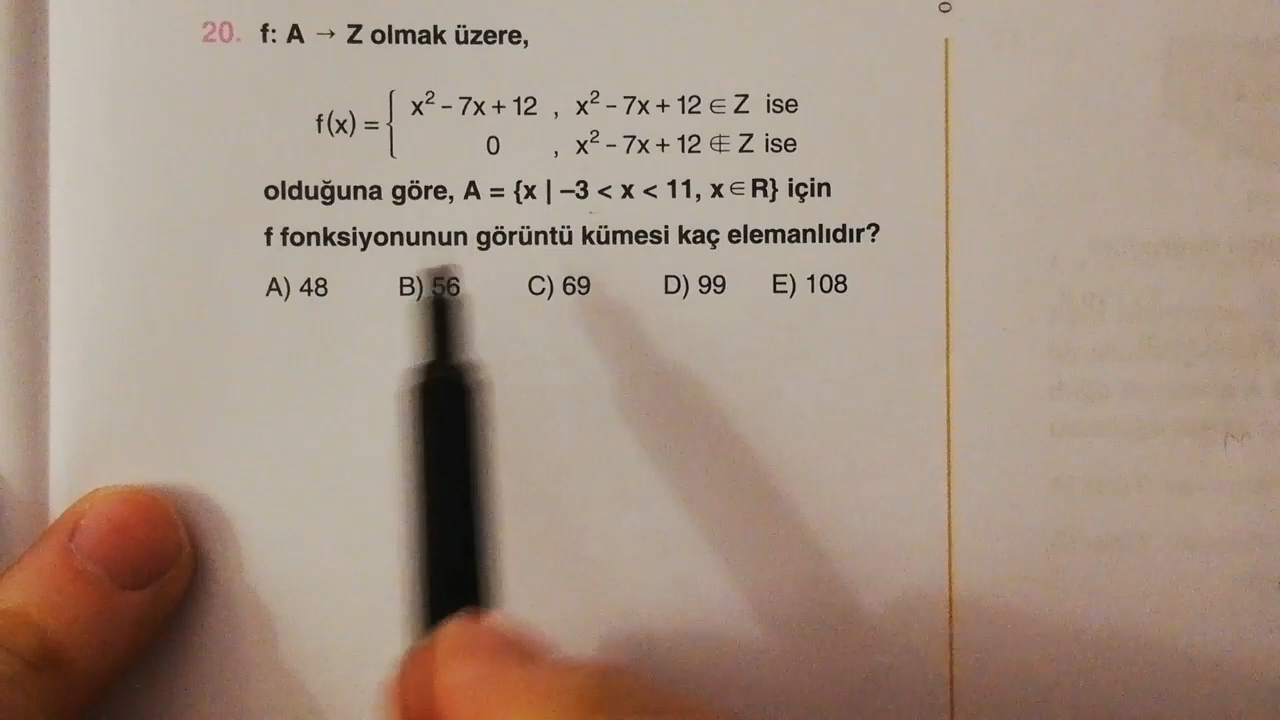 20. f: A → Z olmak üzere,
f(x) = { x² – 7x + 12 , x² – 7x + 12 ∈ Z ise
0 , x² – 7x + 12 ∉ Z ise
olduğuna göre, A = {x | –3 < x < 11, x ∈ R} için
f fonksiyonunun görüntü kümesi kaç elemanlıdır?
A) 48 B) 56 C) 69 D) 99 E) 108